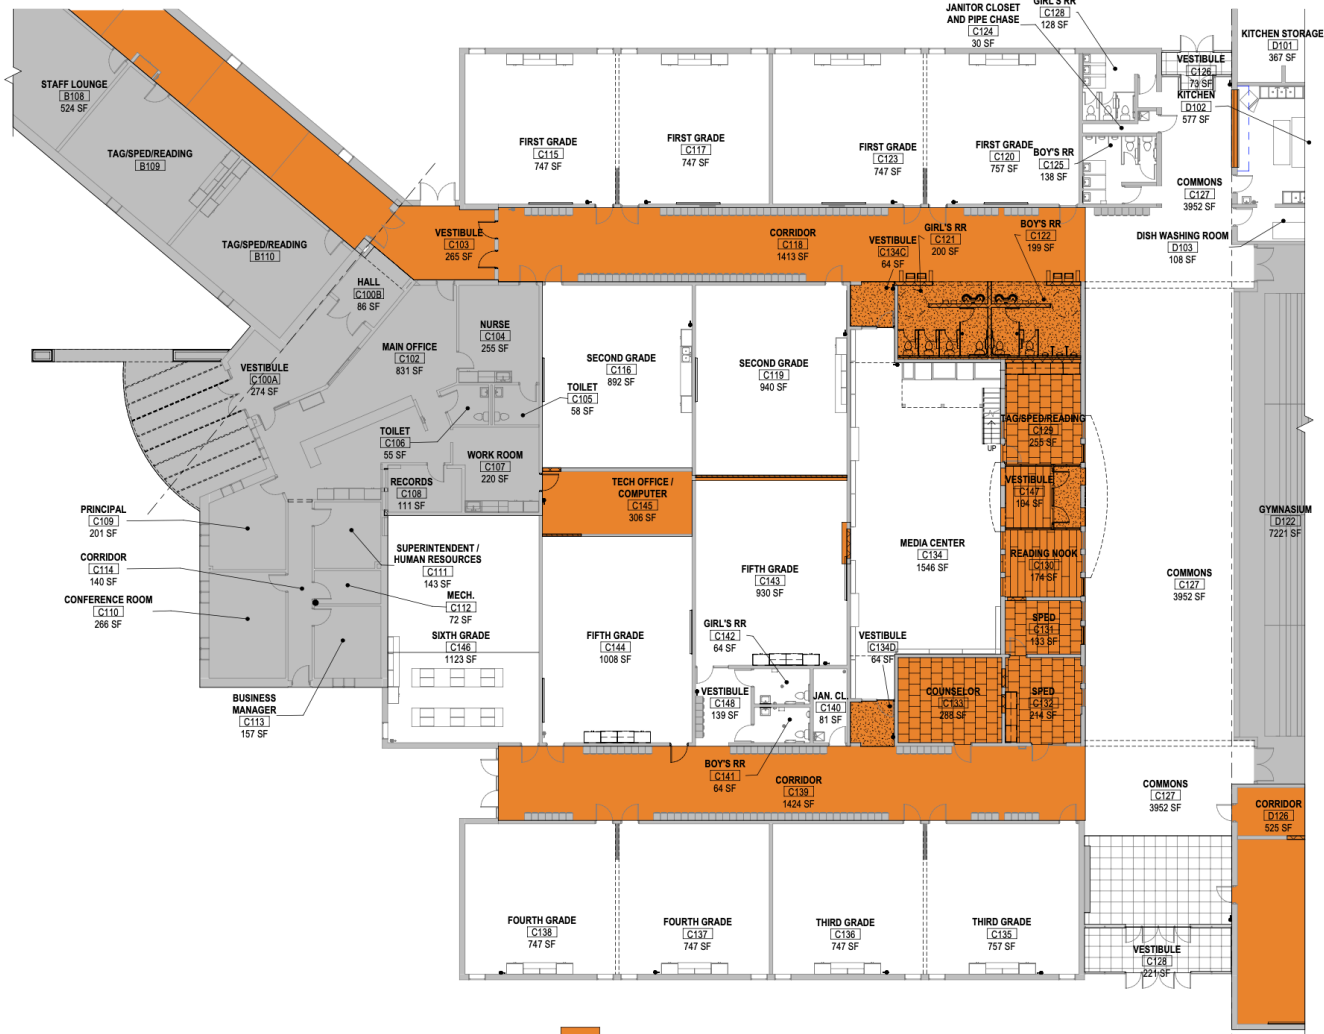 JANITOR CLOSET
AND PIPE CHASE
C124
30 SF
GIRL'S RR
C128
128 SF
KITCHEN STORAGE
D101
367 SF
VESTIBULE
C126
73 SF
KITCHEN
D102
577 SF
STAFF LOUNGE
B108
524 SF
TAG/SPED/READING
B109
TAG/SPED/READING
B110
FIRST GRADE
C115
747 SF
FIRST GRADE
C117
747 SF
FIRST GRADE
C123
747 SF
FIRST GRADE
C120
757 SF
BOY'S RR
C125
138 SF
COMMONS
C127
3952 SF
DISH WASHING ROOM
D103
108 SF
VESTIBULE
C103
265 SF
CORRIDOR
C118
1413 SF
VESTIBULE
C134C
64 SF
GIRL'S RR
C121
200 SF
BOY'S RR
C122
199 SF
HALL
C100B
86 SF
NURSE
C104
255 SF
MAIN OFFICE
C102
831 SF
VESTIBULE
C100A
274 SF
SECOND GRADE
C116
892 SF
SECOND GRADE
C119
940 SF
TOILET
C105
58 SF
TOILET
C106
55 SF
UP
TAG/SPED/READING
C129
255 SF
WORK ROOM
C107
220 SF
RECORDS
C108
111 SF
TECH OFFICE /
COMPUTER
C145
306 SF
VESTIBULE
C147
194 SF
GYMNASIUM
D122
7221 SF
PRINCIPAL
C109
201 SF
CORRIDOR
C114
140 SF
CONFERENCE ROOM
C110
266 SF
SUPERINTENDENT /
HUMAN RESOURCES
C111
143 SF
MECH.
C112
72 SF
MEDIA CENTER
C134
1546 SF
READING NOOK
C130
174 SF
COMMONS
C127
3952 SF
FIFTH GRADE
C143
930 SF
SIXTH GRADE
C146
1123 SF
FIFTH GRADE
C144
1008 SF
GIRL'S RR
C142
64 SF
VESTIBULE
C134D
64 SF
SPED
C131
133 SF
BUSINESS
MANAGER
C113
157 SF
VESTIBULE
C148
139 SF
JAN. CL.
C140
81 SF
COUNSELOR
C133
288 SF
SPED
C132
214 SF
BOY'S RR
C141
64 SF
CORRIDOR
C139
1424 SF
COMMONS
C127
3952 SF
CORRIDOR
D126
525 SF
FOURTH GRADE
C138
747 SF
FOURTH GRADE
C137
747 SF
THIRD GRADE
C136
747 SF
THIRD GRADE
C135
757 SF
VESTIBULE
C128
221 SF